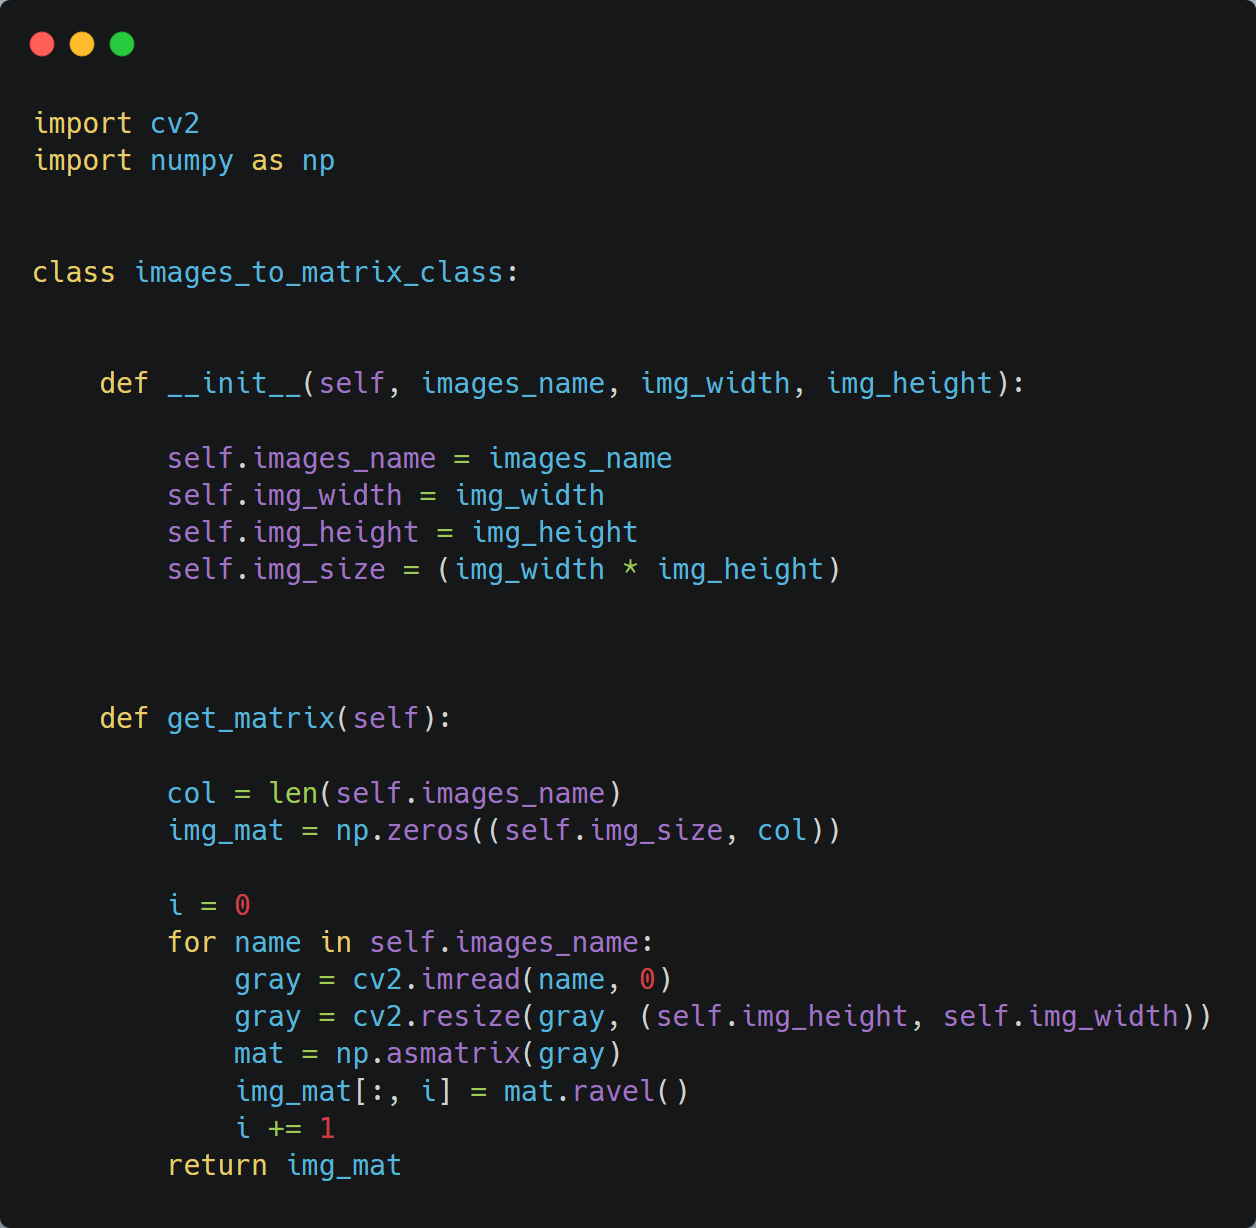 import cv2
import numpy as np
class images_to_matrix_class:
    def __init__(self, images_name, img_width, img_height):
        self.images_name = images_name
        self.img_width = img_width
        self.img_height = img_height
        self.img_size = (img_width * img_height)
    def get_matrix(self):
        col = len(self.images_name)
        img_mat = np.zeros((self.img_size, col))
        i = 0
        for name in self.images_name:
            gray = cv2.imread(name, 0)
            gray = cv2.resize(gray, (self.img_height, self.img_width))
            mat = np.asmatrix(gray)
            img_mat[:, i] = mat.ravel()
            i += 1
        return img_mat